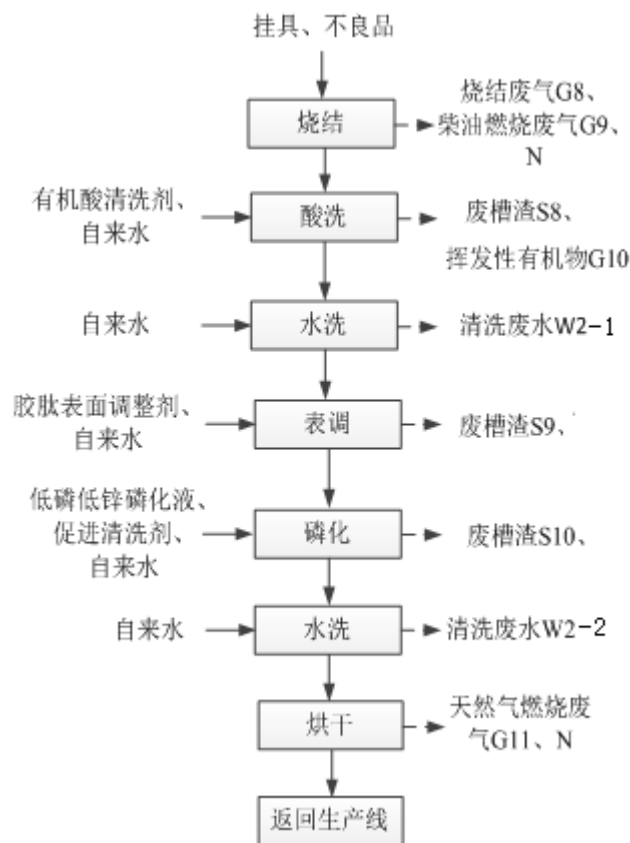 挂具、不良品
烧结
烧结废气G8、
柴油燃烧废气G9、
N
有机酸清洗剂、
自来水
酸洗
废槽渣S8、
挥发性有机物G10
自来水
水洗
清洗废水W2-1
胶肽表面调整剂、
自来水
表调
废槽渣S9、
低磷低锌磷化液、
促进清洗剂、
自来水
磷化
废槽渣S10、
自来水
水洗
清洗废水W2-2
烘干
天然气燃烧废
气G11、N
返回生产线